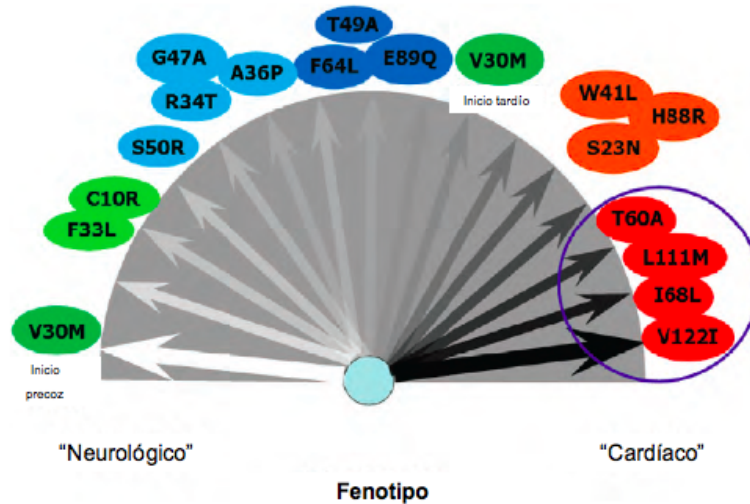 T49A
G47A
A36P
F64L
E89Q
V30M
Inicio tardío
R34T
W41L
H88R
S23N
S50R
C10R
F33L
T60A
L111M
I68L
V30M
V122I
Inicio
precoz
“Neurológico”
“Cardíaco”
Fenotipo